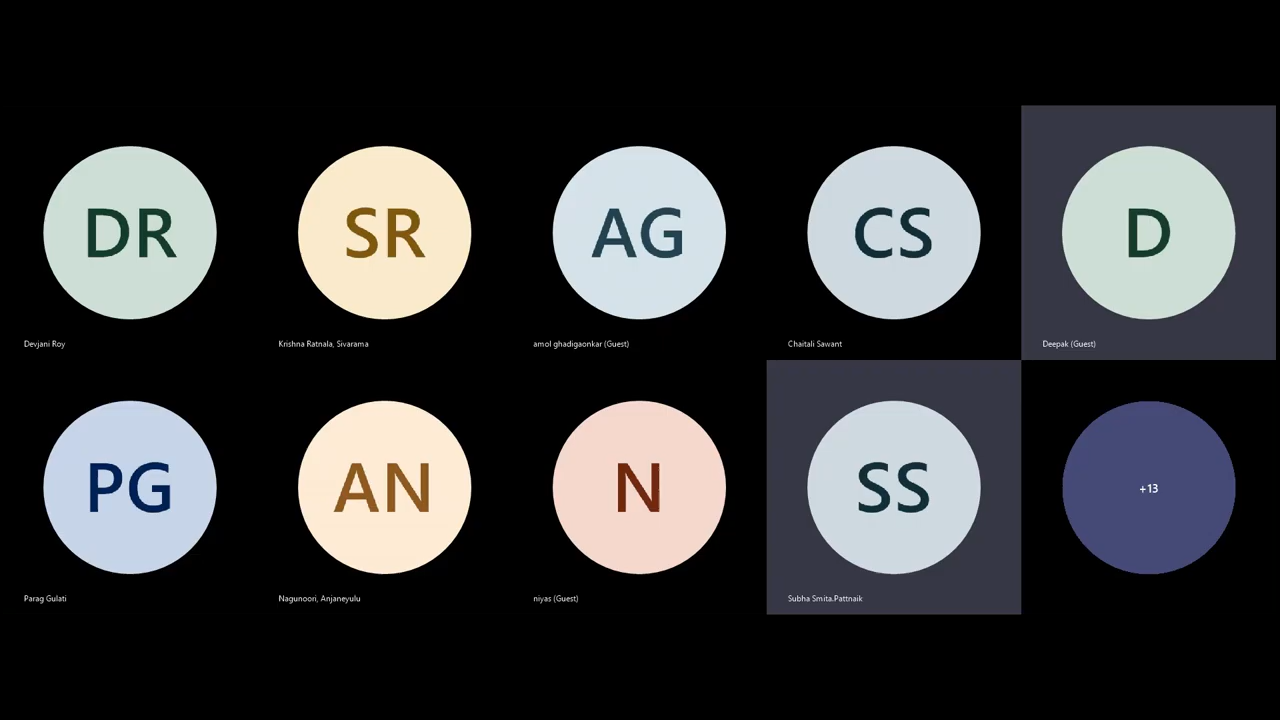 DR
SR
AG
CS
D
Devjani Roy
Krishna Ratnala, Sivarama
amol ghadigaonkar (Guest)
Chaitali Sawant
Deepak (Guest)
PG
AN
N
SS
+13
Parag Gulati
Nagunoori, Anjaneyulu
niyas (Guest)
Subha Smita.Pattnaik